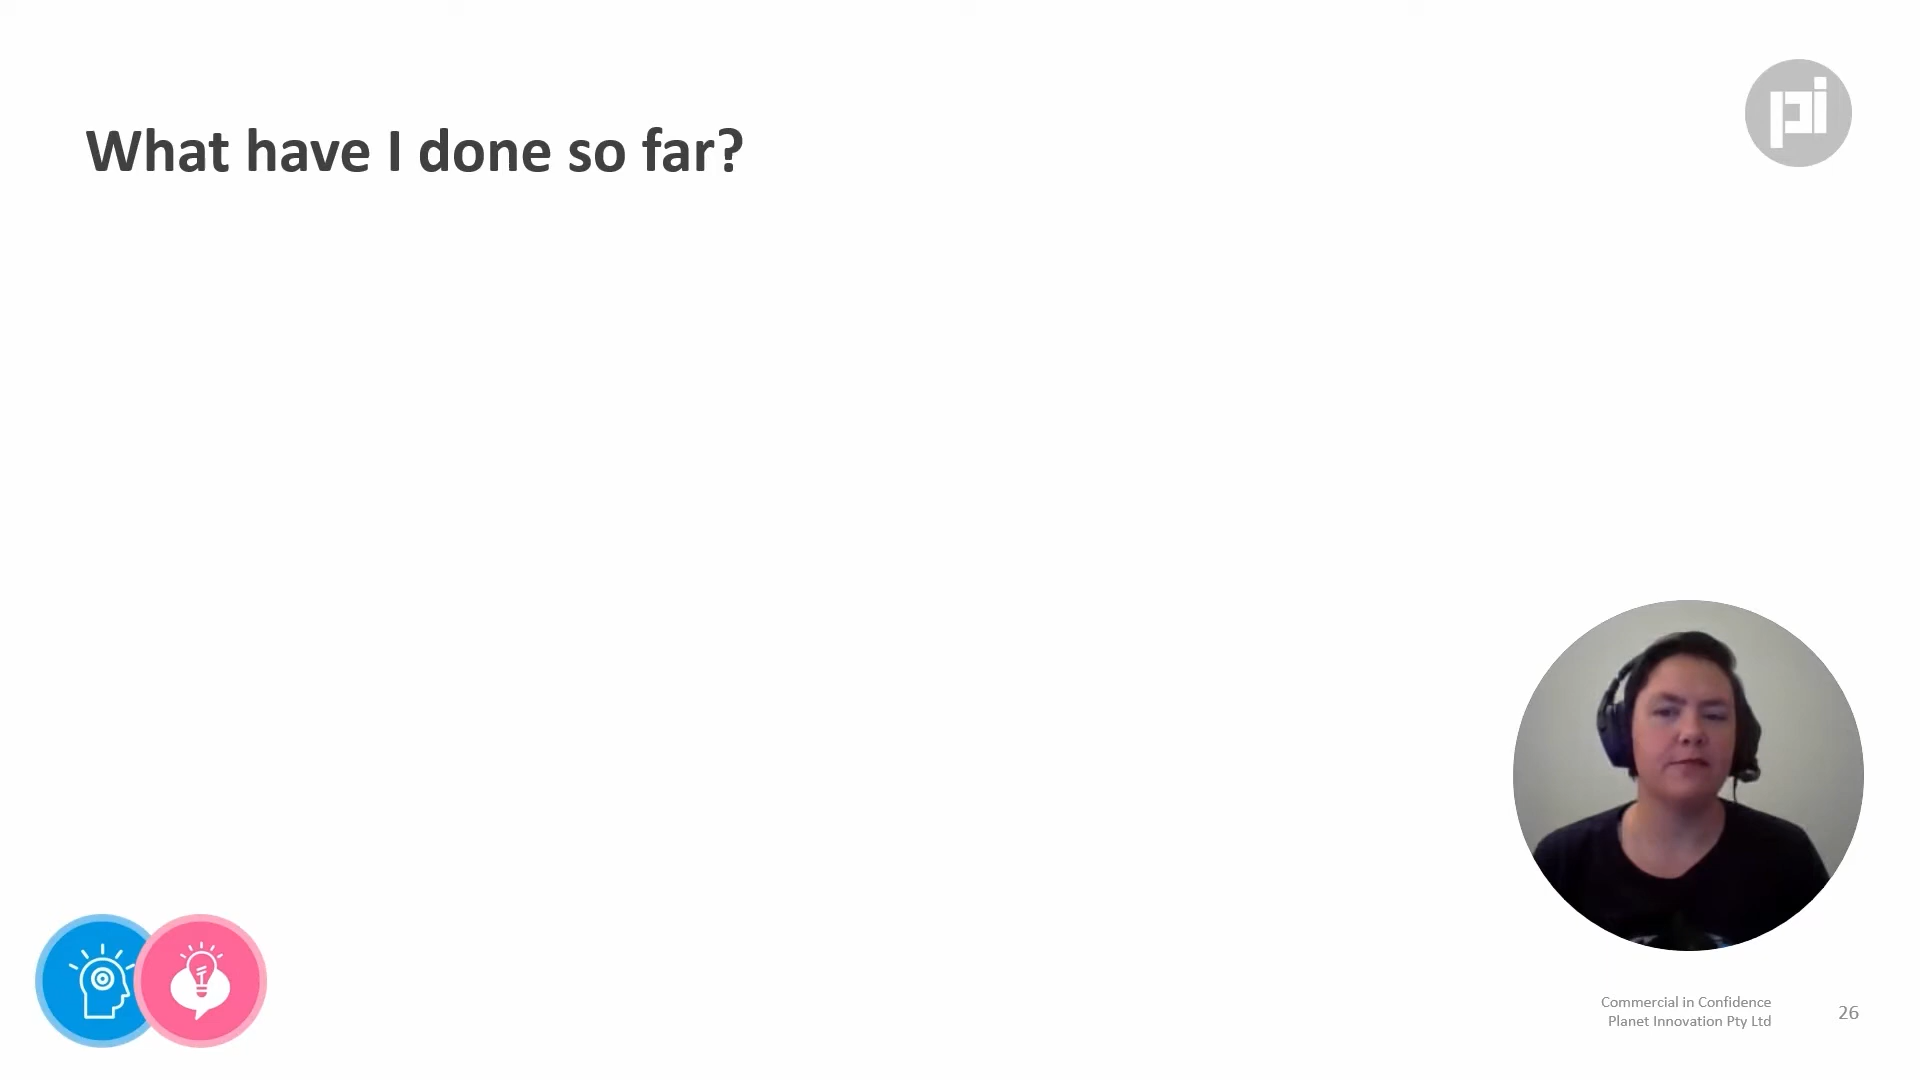 pi
What have I done so far?
Commercial in Confidence
Planet Innovation Pty Ltd
26